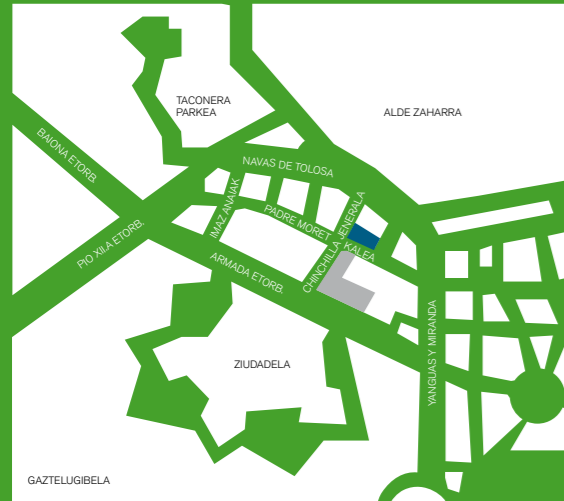 TACONERA
PARKEA
ALDE ZAHARRA
BAIONA ETORB.
NAVAS DE TOLOSA
IMAZ ANAIAK
PADRE MORET KALEA
CHINCHILLA JENERALA
PIO XILA ETORB.
ARMADA ETORB.
YANGUAS Y MIRANDA
ZIUDADELA
GAZTELUGIBELA